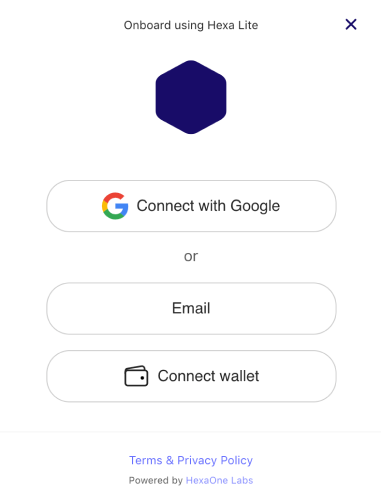 Onboard using Hexa Lite
Connect with Google
or
Email
Connect wallet
Terms & Privacy Policy
Powered by HexaOne Labs